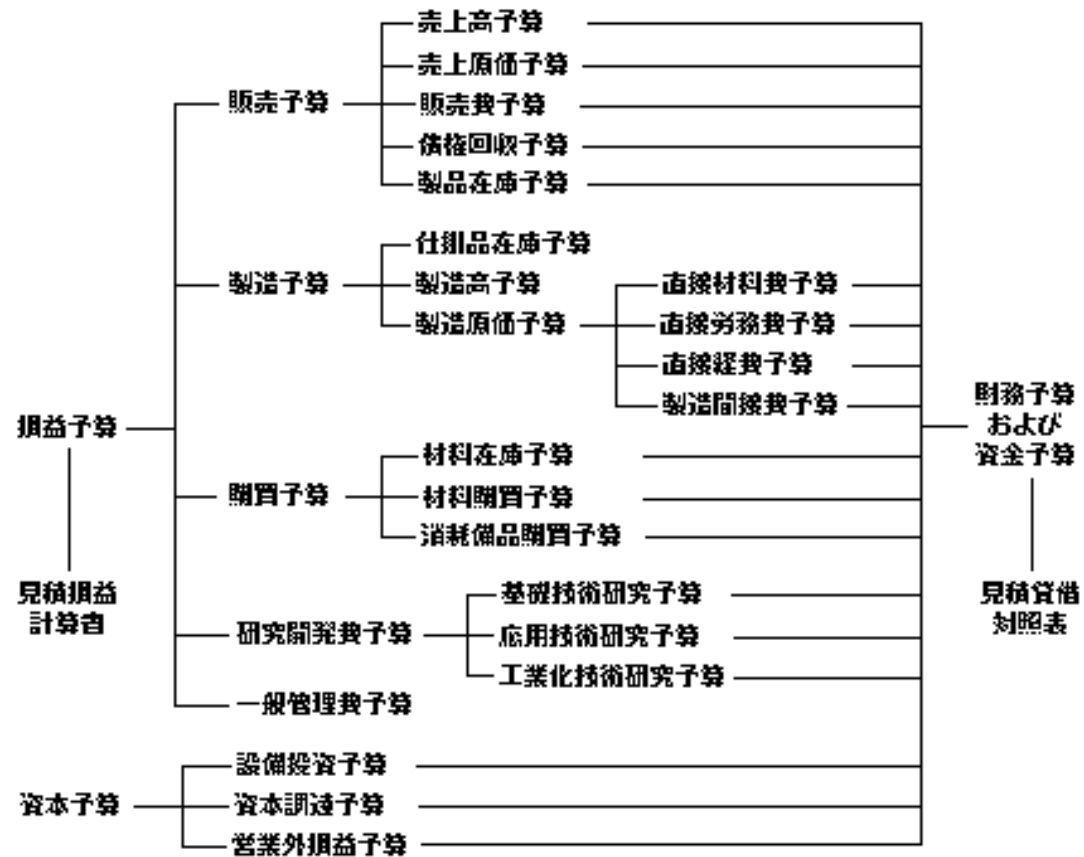 売上高予算
売上原価予算
販売費予算
債権回収予算
製品在庫予算
販売予算
仕掛品在庫予算
製造高予算
製造原価予算
製造予算
直接材料費予算
直接労務費予算
直接経費予算
製造間接費予算
損益予算
見積損益
計算書
材料在庫予算
材料購買予算
消耗備品購買予算
購買予算
基礎技術研究予算
応用技術研究予算
工業化技術研究予算
研究開発費予算
一般管理費予算
資本予算
設備投資予算
資本調達予算
営業外損益予算
財務予算
および
資金予算
見積貸借
対照表